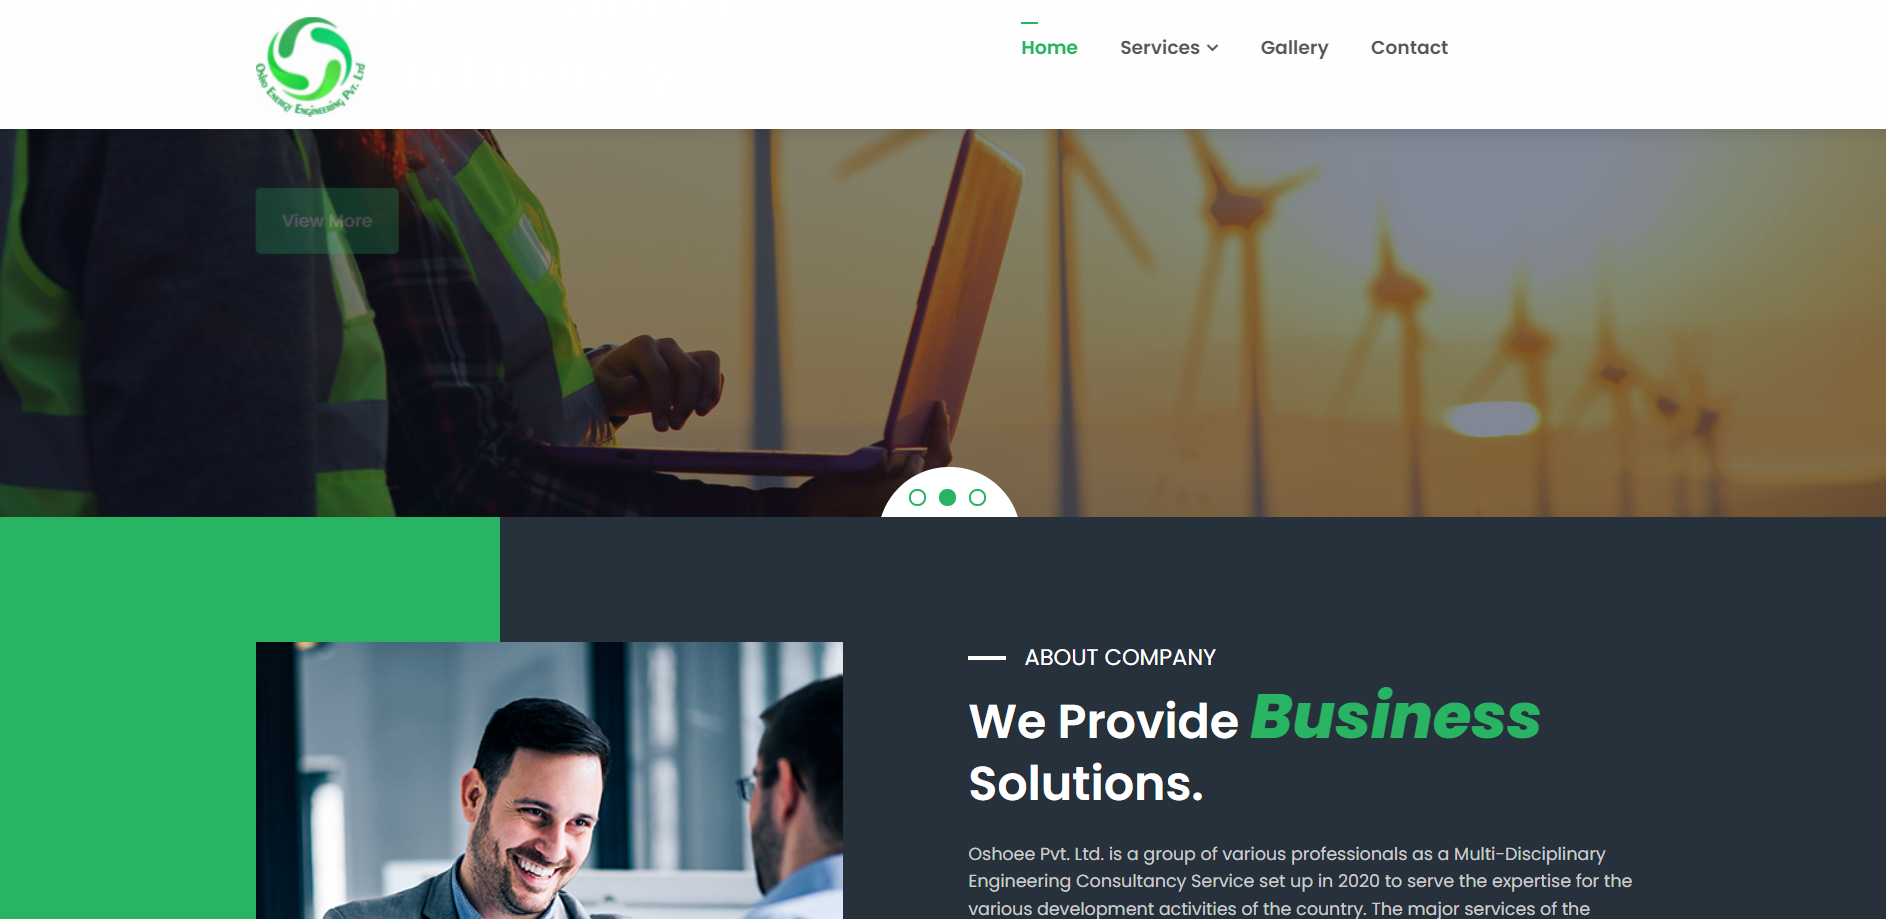 Home Services Gallery Contact
Osho Energy Engineering Pvt. Ltd
View More
ABOUT COMPANY
We Provide Business
Solutions.
Oshoee Pvt. Ltd. is a group of various professionals as a Multi-Disciplinary
Engineering Consultancy Service set up in 2020 to serve the expertise for the
various development activities of the country. The major services of the